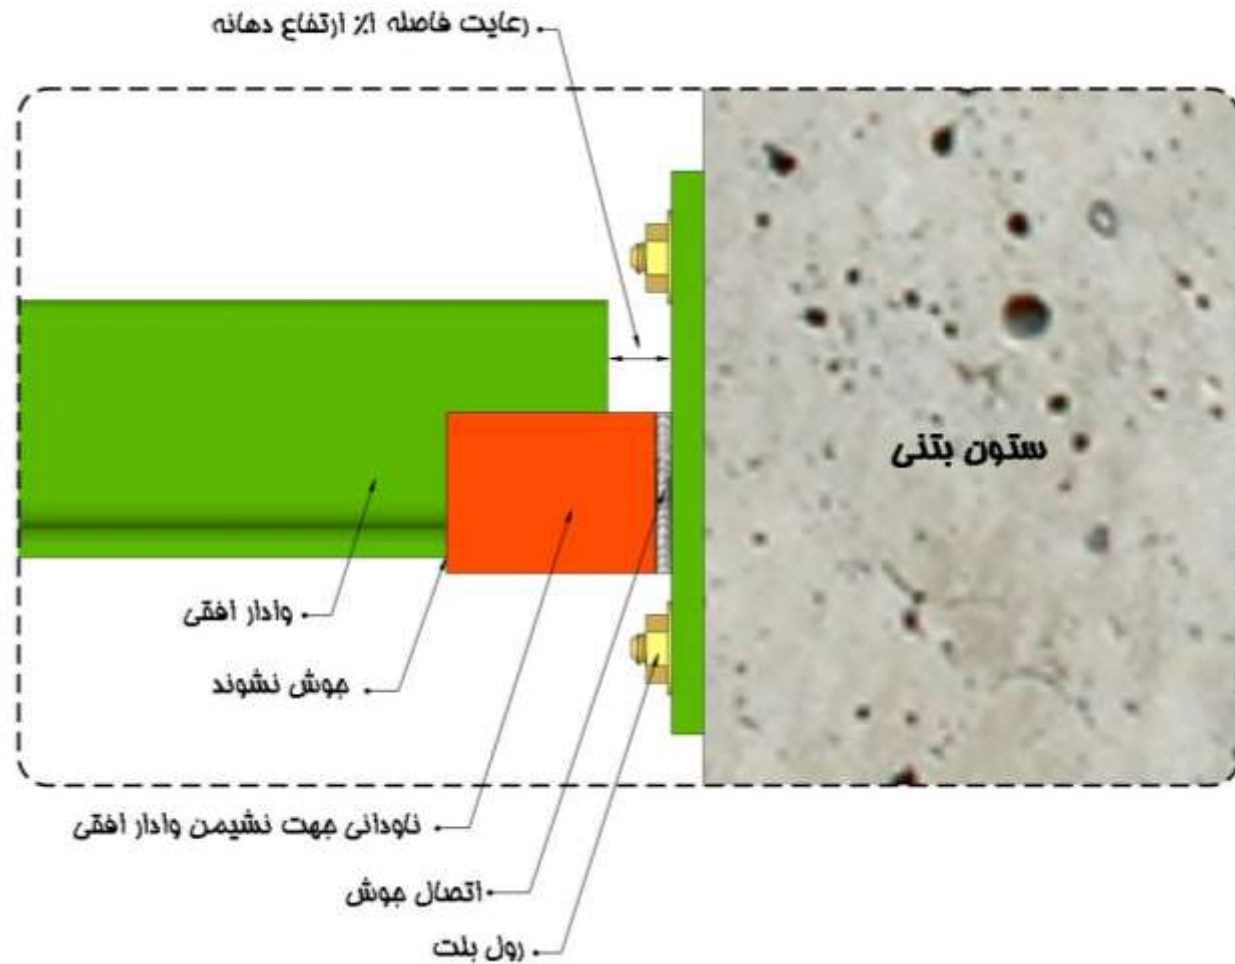 رعایت فاصله ۱٪ ارتفاع دهانه
ستون بتنی
وادار افقی
جوش نشوند
ناودانی جهت نشیمن وادار افقی
اتصال جوش
رول بلت